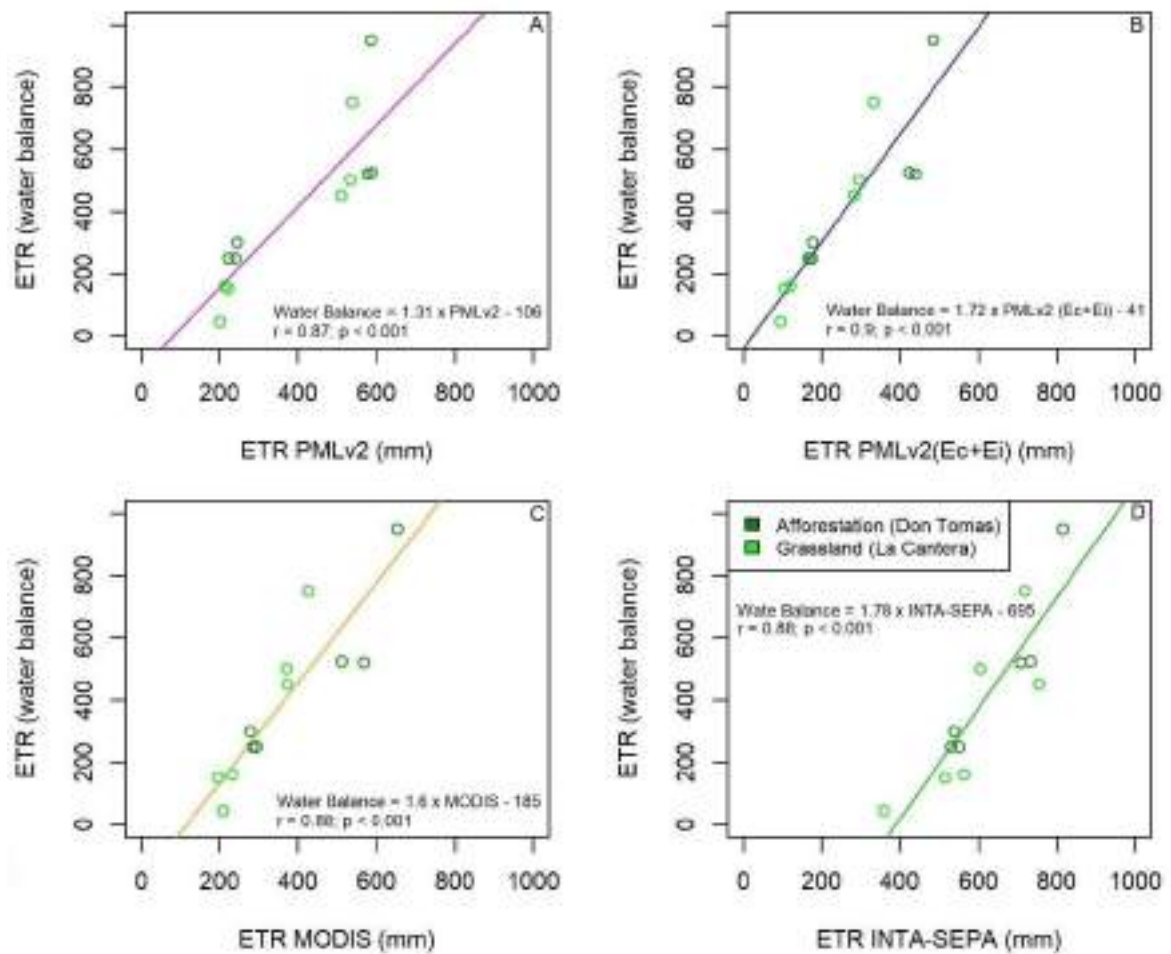 A
ETR (water balance)
0 200 400 600 800
Water Balance = 1.31 x PMLv2 - 106
r = 0.87; p < 0.001
0 200 400 600 800 1000
ETR PMLv2 (mm)
B
ETR (water balance)
0 200 400 600 800
Water Balance = 1.72 x PMLv2 (Ec+Ei) - 41
r = 0.9; p < 0.001
0 200 400 600 800 1000
ETR PMLv2(Ec+Ei) (mm)
C
ETR (water balance)
0 200 400 600 800
Water Balance = 1.6 x MODIS - 185
r = 0.88; p < 0.001
0 200 400 600 800 1000
ETR MODIS (mm)
D
Afforestation (Don Tomas)
Grassland (La Cantera)
ETR (water balance)
0 200 400 600 800
Wate Balance = 1.78 x INTA-SEPA - 695
r = 0.88; p < 0.001
0 200 400 600 800 1000
ETR INTA-SEPA (mm)